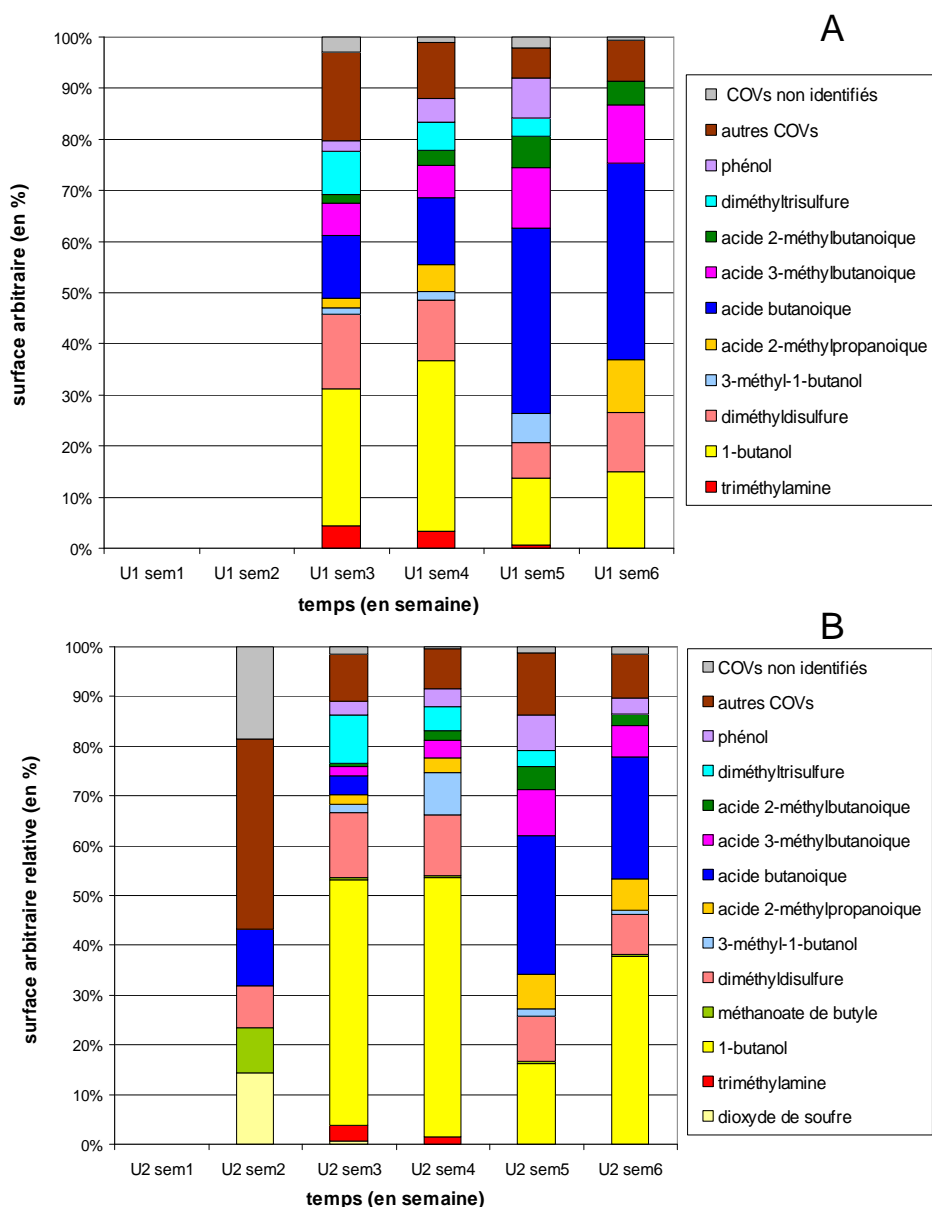 A
surface arbitraire (en %)
100%
90%
80%
70%
60%
50%
40%
30%
20%
10%
0%
U1 sem1 U1 sem2 U1 sem3 U1 sem4 U1 sem5 U1 sem6
temps (en semaine)
COVs non identifiés
autres COVs
phénol
diméthyltrisulfure
acide 2-méthylbutanoique
acide 3-méthylbutanoique
acide butanoique
acide 2-méthylpropanoique
3-méthyl-1-butanol
diméthyldisulfure
1-butanol
triméthylamine
B
surface arbitraire relative (en %)
100%
90%
80%
70%
60%
50%
40%
30%
20%
10%
0%
U2 sem1 U2 sem2 U2 sem3 U2 sem4 U2 sem5 U2 sem6
temps (en semaine)
COVs non identifiés
autres COVs
phénol
diméthyltrisulfure
acide 2-méthylbutanoique
acide 3-méthylbutanoique
acide butanoique
acide 2-méthylpropanoique
3-méthyl-1-butanol
diméthyldisulfure
méthanoate de butyle
1-butanol
triméthylamine
dioxyde de soufre